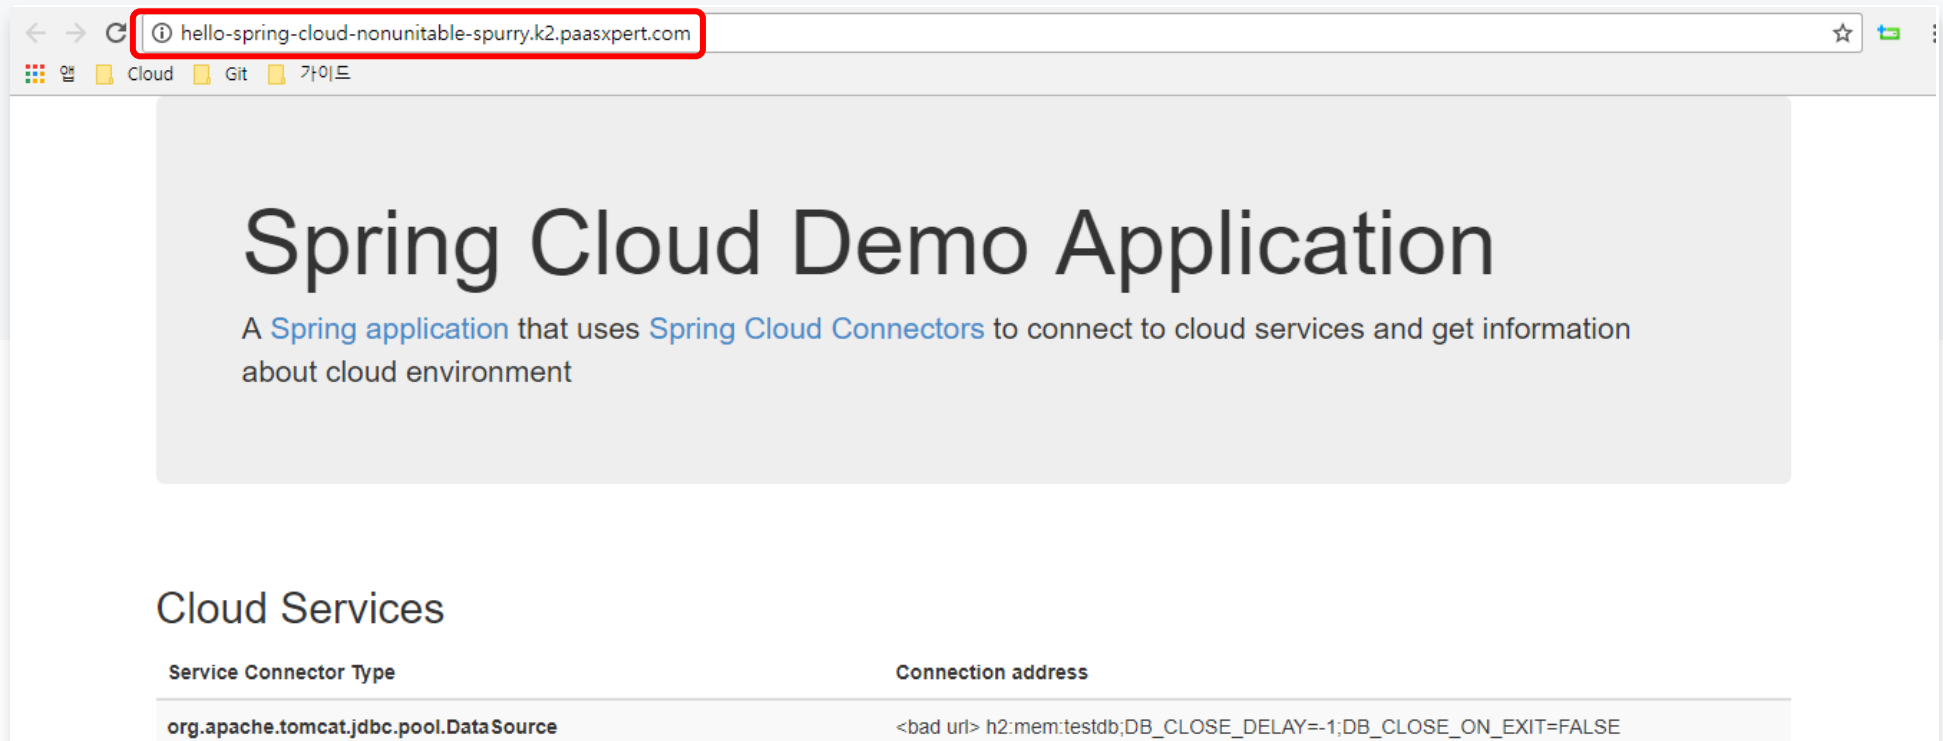 hello-spring-cloud-nonunitable-spurry.k2.paasxpert.com
앱 Cloud Git 가이드
Spring Cloud Demo Application
A Spring application that uses Spring Cloud Connectors to connect to cloud services and get information
about cloud environment
Cloud Services
Service Connector Type Connection address
org.apache.tomcat.jdbc.pool.DataSource <bad url> h2:mem:testdb;DB_CLOSE_DELAY=-1;DB_CLOSE_ON_EXIT=FALSE